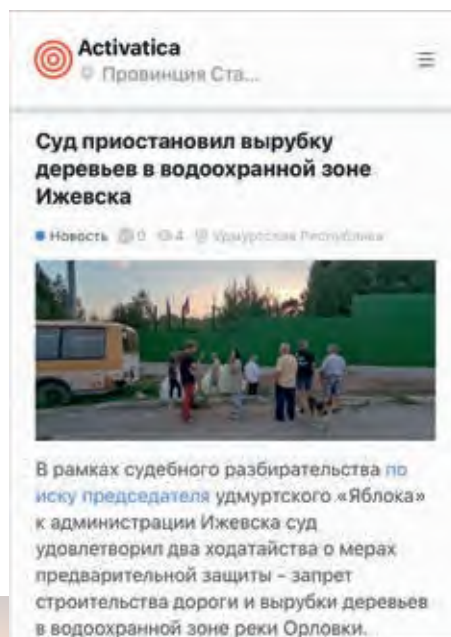 Activatica
Провинция Ста...
Суд приостановил вырубку
деревьев в водоохранной зоне
Ижевска
Новость 0 4 Удмуртская Республика
В рамках судебного разбирательства по
иску председателя удмуртского «Яблока»
к администрации Ижевска суд
удовлетворил два ходатайства о мерах
предварительной защиты – запрет
строительства дороги и вырубки деревьев
в водоохранной зоне реки Орловки.